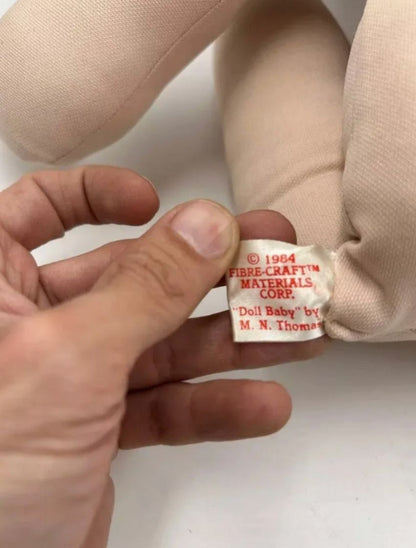 © 1984
FIBRE-CRAFT™
MATERIALS
CORP.
"Doll Baby" by
M. N. Thomas